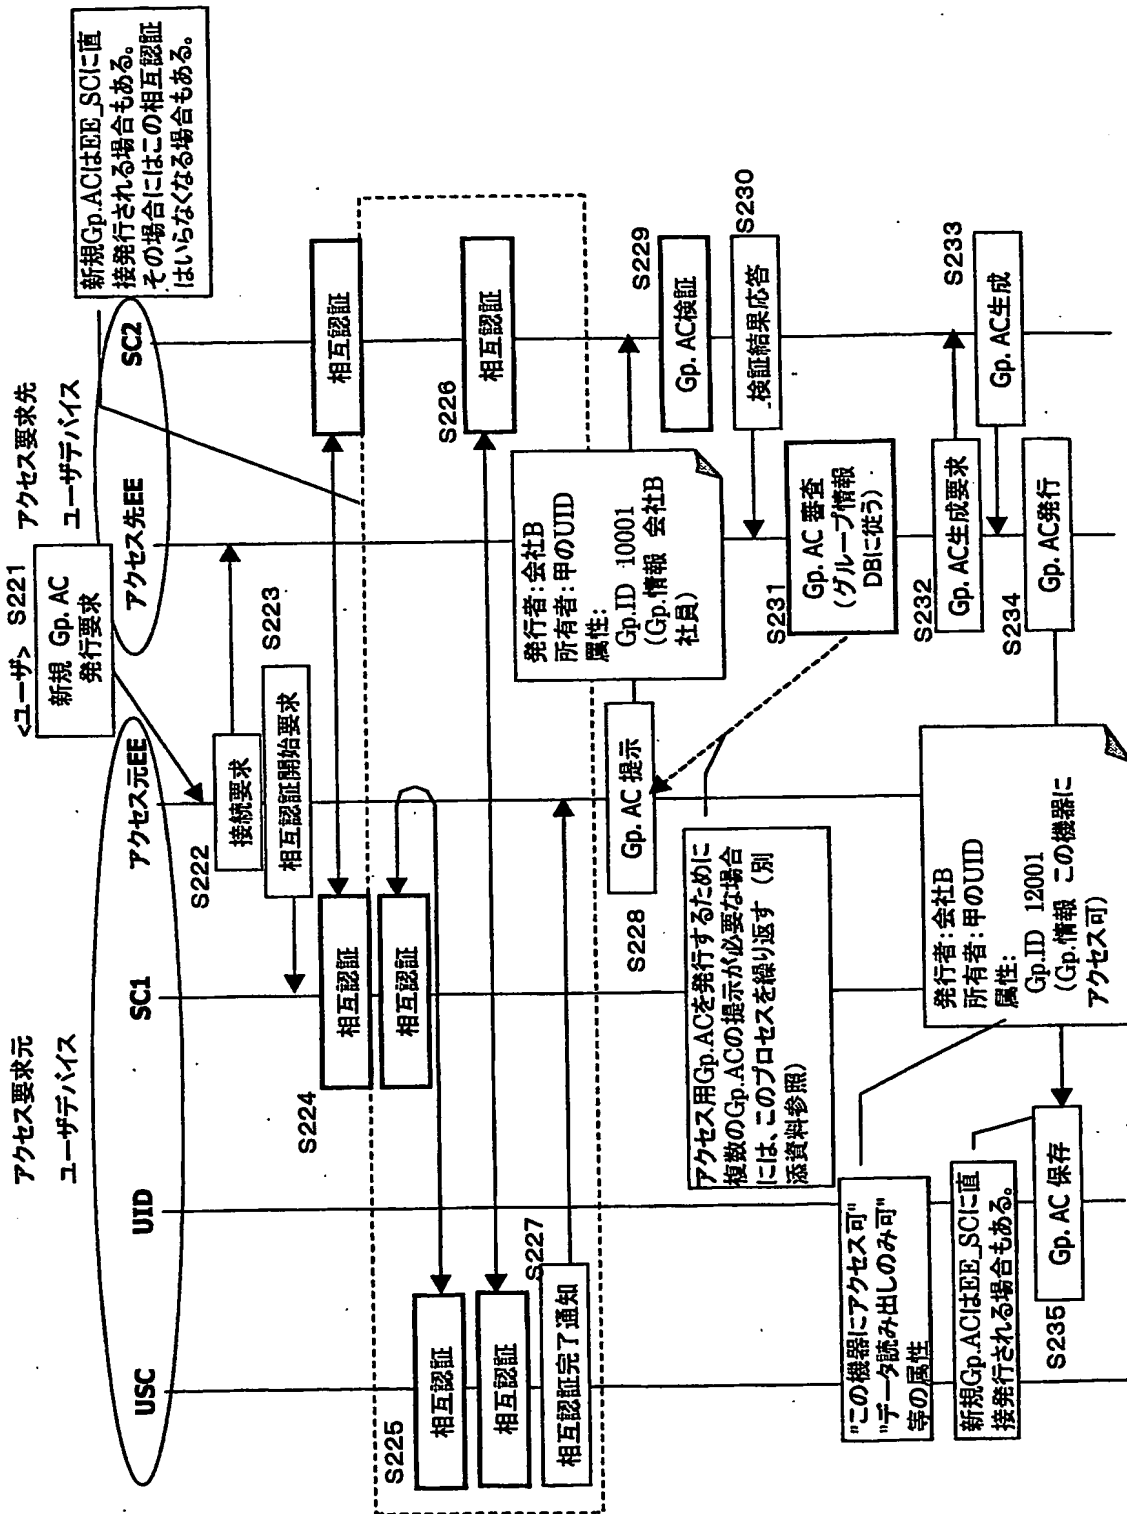 アクセス要求元
ユーザデバイス
USC
UID
SC1
アクセス元EE
<ユーザ> S221
新規 Gp. AC
発行要求
アクセス要求先
ユーザデバイス
アクセス先EE
SC2
新規Gp.ACはEE_SCに直
接発行される場合もある。
その場合にはこの相互認証
はいらなくなる場合もある。
S222
接続要求
S223
相互認証開始要求
S224
相互認証
相互認証
S225
相互認証
相互認証
S226
相互認証
相互認証
S227
相互認証完了通知
S228
Gp. AC 提示
発行者:会社B
所有者:甲のUID
属性:
Gp.ID 10001
(Gp.情報 会社B
社員)
S229
Gp. AC検証
S230
検証結果応答
S231
Gp. AC 審査
(グループ情報
DBに従う)
アクセス用Gp.ACを発行するために
複数のGp.ACの提示が必要な場合
には、このプロセスを繰り返す (別
添資料参照)
S232
Gp. AC生成要求
S233
Gp. AC生成
S234
Gp. AC発行
発行者:会社B
所有者:甲のUID
属性:
Gp.ID 12001
(Gp.情報 この機器に
アクセス可)
"この機器にアクセス可"
"データ読み出しのみ可"
等の属性
新規Gp.ACはEE_SCに直
接発行される場合もある。
S235
Gp. AC 保存